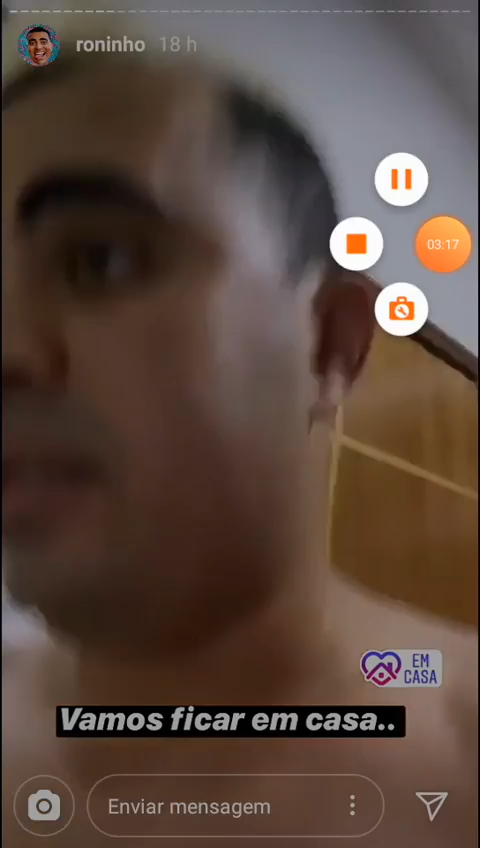 roninho 18 h
03:17
EM
CASA
Vamos ficar em casa..
Enviar mensagem